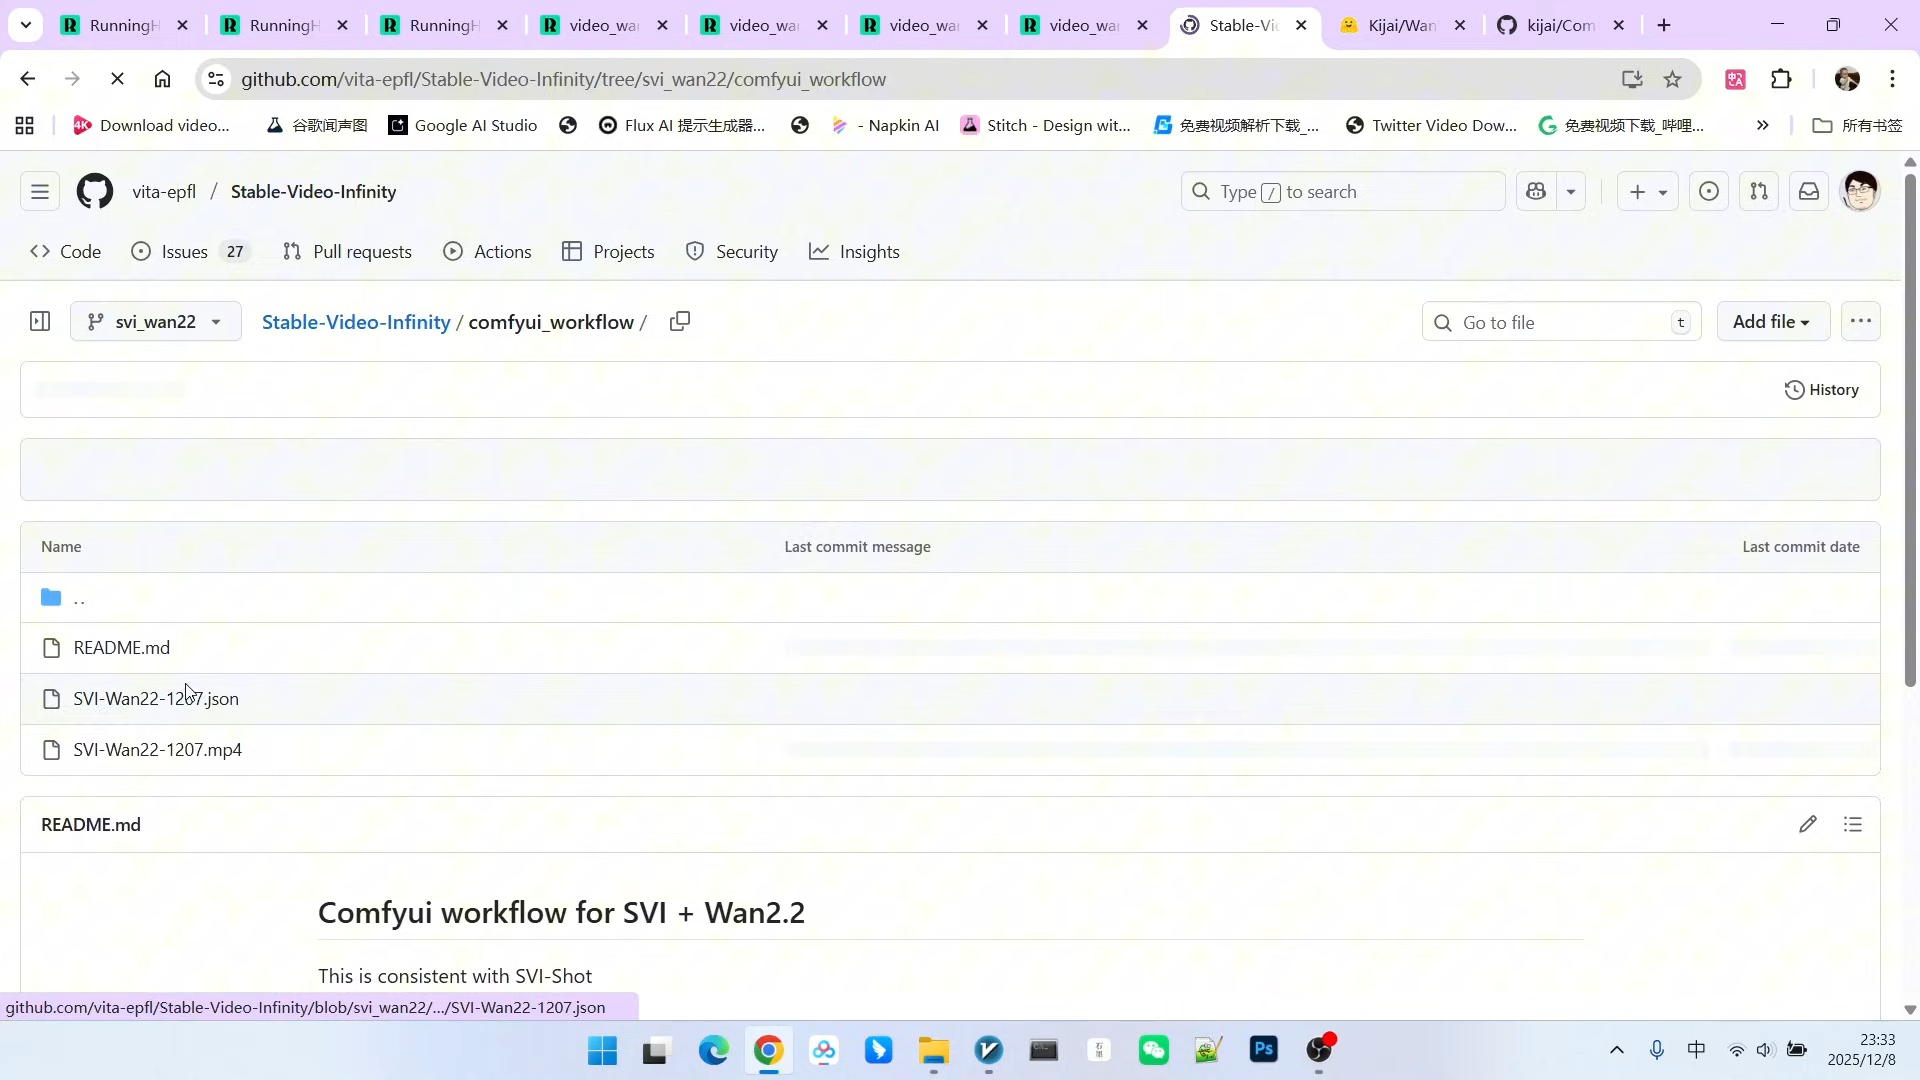 RunningH
RunningH
RunningH
video_wa
video_wa
video_wa
video_wa
Stable-Vi
Kijai/Wan
kijai/Com
github.com/vita-epfl/Stable-Video-Infinity/tree/svi_wan22/comfyui_workflow
Download video...
谷歌闻声图
Google AI Studio
Flux AI 提示生成器...
- Napkin AI
Stitch - Design wit...
免费视频解析下载_...
Twitter Video Dow...
免费视频下载_哔哩...
所有书签
vita-epfl / Stable-Video-Infinity
Type / to search
Code
Issues 27
Pull requests
Actions
Projects
Security
Insights
svi_wan22
Stable-Video-Infinity / comfyui_workflow /
Go to file t
Add file
History
Name
Last commit message
Last commit date
..
README.md
SVI-Wan22-1207.json
SVI-Wan22-1207.mp4
README.md
Comfyui workflow for SVI + Wan2.2
This is consistent with SVI-Shot
github.com/vita-epfl/Stable-Video-Infinity/blob/svi_wan22/.../SVI-Wan22-1207.json
中
23:33
2025/12/8